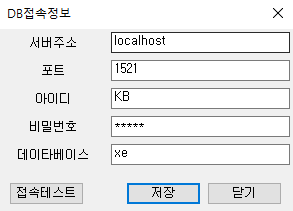 DB접속정보
서버주소 localhost
포트 1521
아이디 KB
비밀번호 *****
데이타베이스 xe
접속테스트 저장 닫기